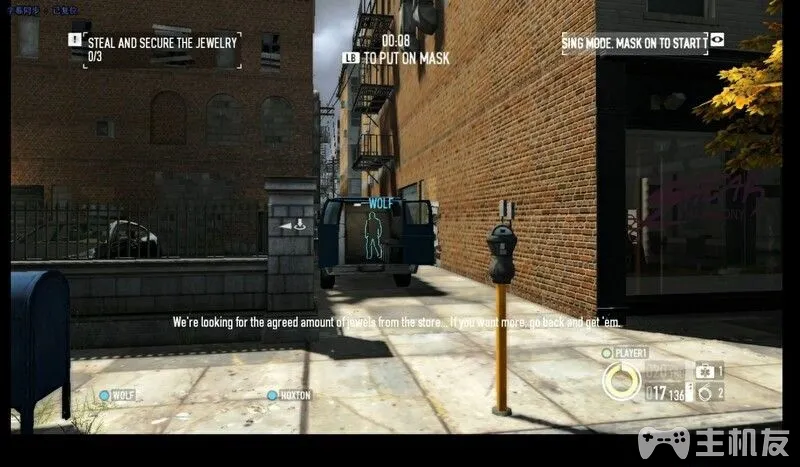 STEAL AND SECURE THE JEWELRY
0/3
00:08
LB TO PUT ON MASK
SING MODE. MASK ON TO START T
WOLF
We're looking for the agreed amount of jewels from the store... If you want more, go back and get 'em.
PLAYER1
1
017 136
2
WOLF
HOXTON
主机友